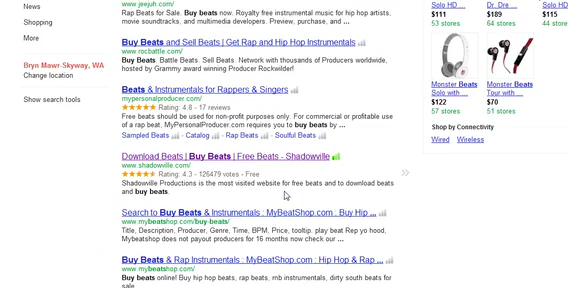 News
Shopping
More
Bryn Mawr-Skyway, WA
Change location
Show search tools
www.jeejuh.com/
Rap Beats for Sale. Buy beats now. Royalty free instrumental music for hip hop artists,
movie soundtracks, and multimedia developers. Preview, purchase, and ...
Buy Beats and Sell Beats | Get Rap and Hip Hop Instrumentals
www.rocbattle.com/
Buy Beats. Battle Beats. Sell Beats. Network with thousands of Producers worldwide,
hosted by Grammy award winning Producer Rockwilder!
Beats & Instrumentals for Rappers & Singers
mypersonalproducer.com/
Rating: 4.8 - 17 reviews
Free beats should be used for non-profit purposes only. For commercial or profitable use
of a rap beat, MyPersonalProducer.com requires you to buy beats by ...
Sampled Beats - Catalog - Rap Beats - Soulful Beats
Download Beats | Buy Beats | Free Beats - Shadowville
www.shadowville.com/
Rating: 4.3 - 126479 votes - Free
Shadowville Productions is the most visited website for free beats and to download beats
and buy beats.
Search to Buy Beats & Instrumentals : MyBeatShop.com : Buy Hip ...
www.mybeatshop.com/buy-beats/
Title, Description, Producer, Genre, Time, BPM, Price, tooltip. play beat Rep yo hood,
Mybeatshop does not payout producers for 16 months now check our ...
Buy Beats & Rap Instrumentals : MyBeatShop.com : Hip Hop & Rap ...
www.mybeatshop.com/
Buy beats online! Buy hip hop beats, rap beats, rnb instrumentals, dirty south beats for
sale.
Solo HD ... Dr. Dre ... Solo HD ...
$111 $189 $115
53 stores 64 stores 44 stores
Monster Beats Monster Beats
Solo with ... Tour with ...
$122 $70
57 stores 51 stores
Shop by Connectivity
Wired Wireless